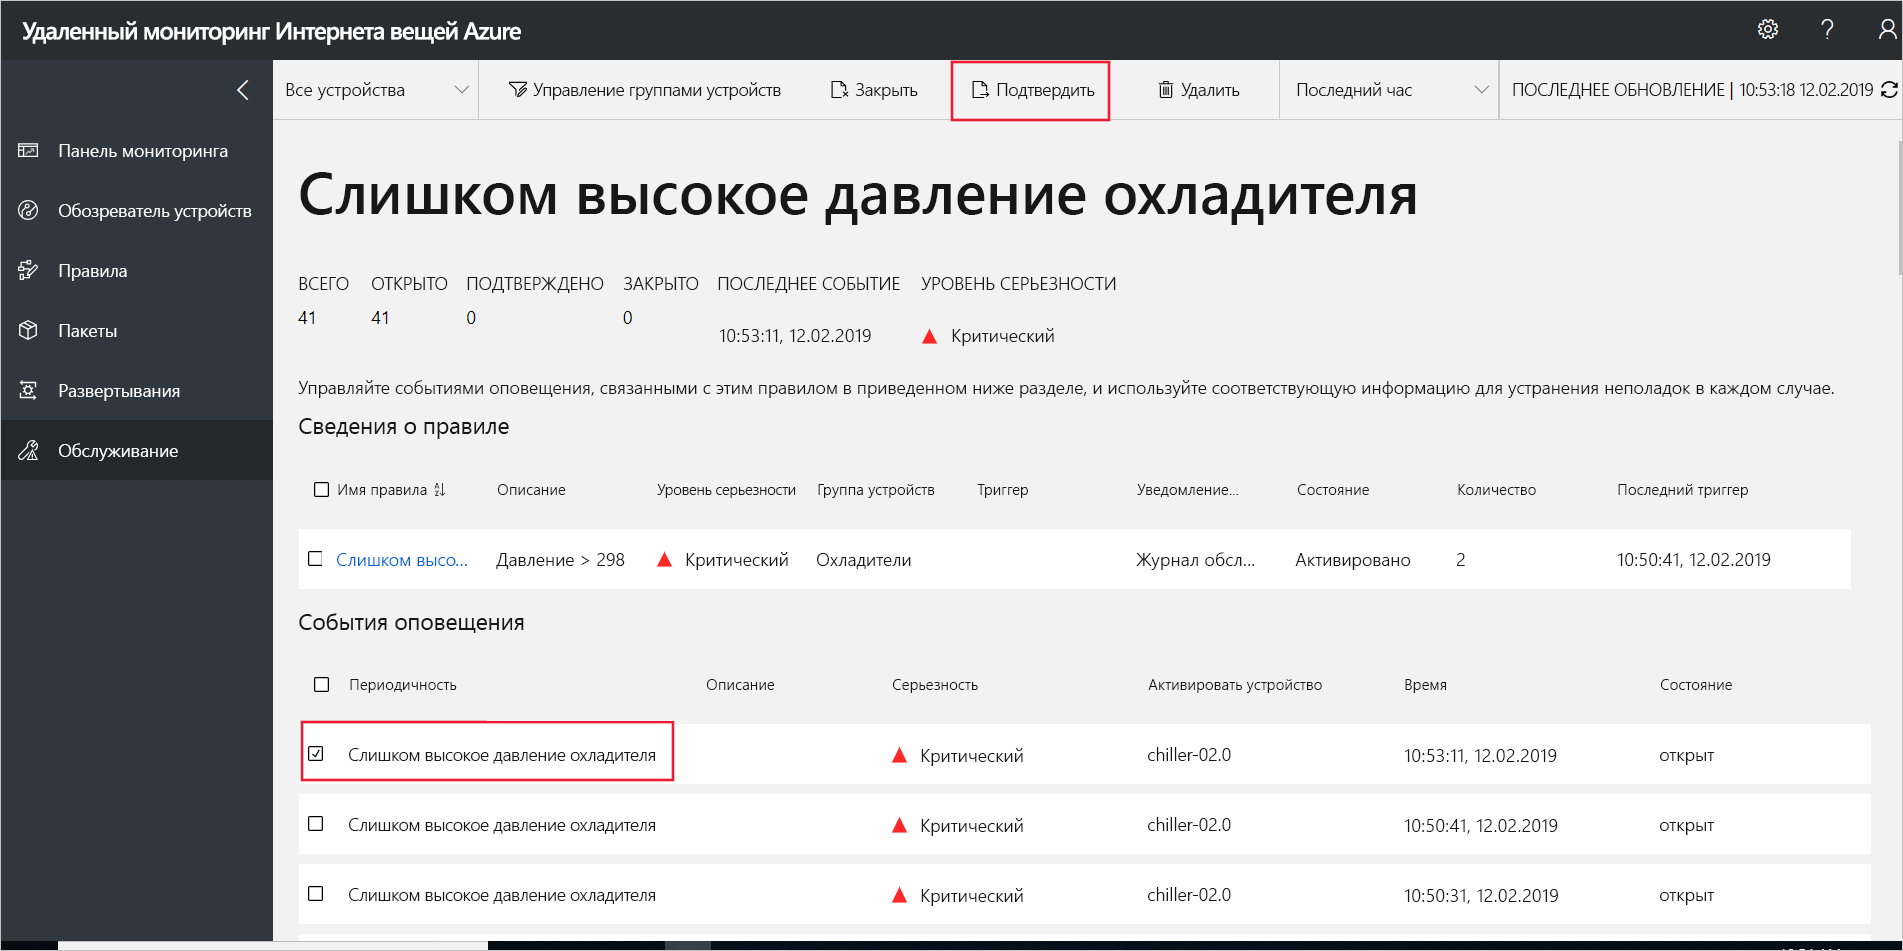 Удаленный мониторинг Интернета вещей Azure
Все устройства Управление группами устройств Закрыть Подтвердить Удалить Последний час ПОСЛЕДНЕЕ ОБНОВЛЕНИЕ | 10:53:18 12.02.2019
Панель мониторинга
Обозреватель устройств
Правила
Пакеты
Развертывания
Обслуживание
Слишком высокое давление охладителя
ВСЕГО ОТКРЫТО ПОДТВЕРЖДЕНО ЗАКРЫТО ПОСЛЕДНЕЕ СОБЫТИЕ УРОВЕНЬ СЕРЬЕЗНОСТИ
41 41 0 0
10:53:11, 12.02.2019 Критический
Управляйте событиями оповещения, связанными с этим правилом в приведенном ниже разделе, и используйте соответствующую информацию для устранения неполадок в каждом случае.
Сведения о правиле
Имя правила Описание Уровень серьезности Группа устройств Триггер Уведомление... Состояние Количество Последний триггер
Слишком высо... Давление > 298 Критический Охладители Журнал обсл... Активировано 2 10:50:41, 12.02.2019
События оповещения
Периодичность Описание Серьезность Активировать устройство Время Состояние
Слишком высокое давление охладителя Критический chiller-02.0 10:53:11, 12.02.2019 открыт
Слишком высокое давление охладителя Критический chiller-02.0 10:50:41, 12.02.2019 открыт
Слишком высокое давление охладителя Критический chiller-02.0 10:50:31, 12.02.2019 открыт